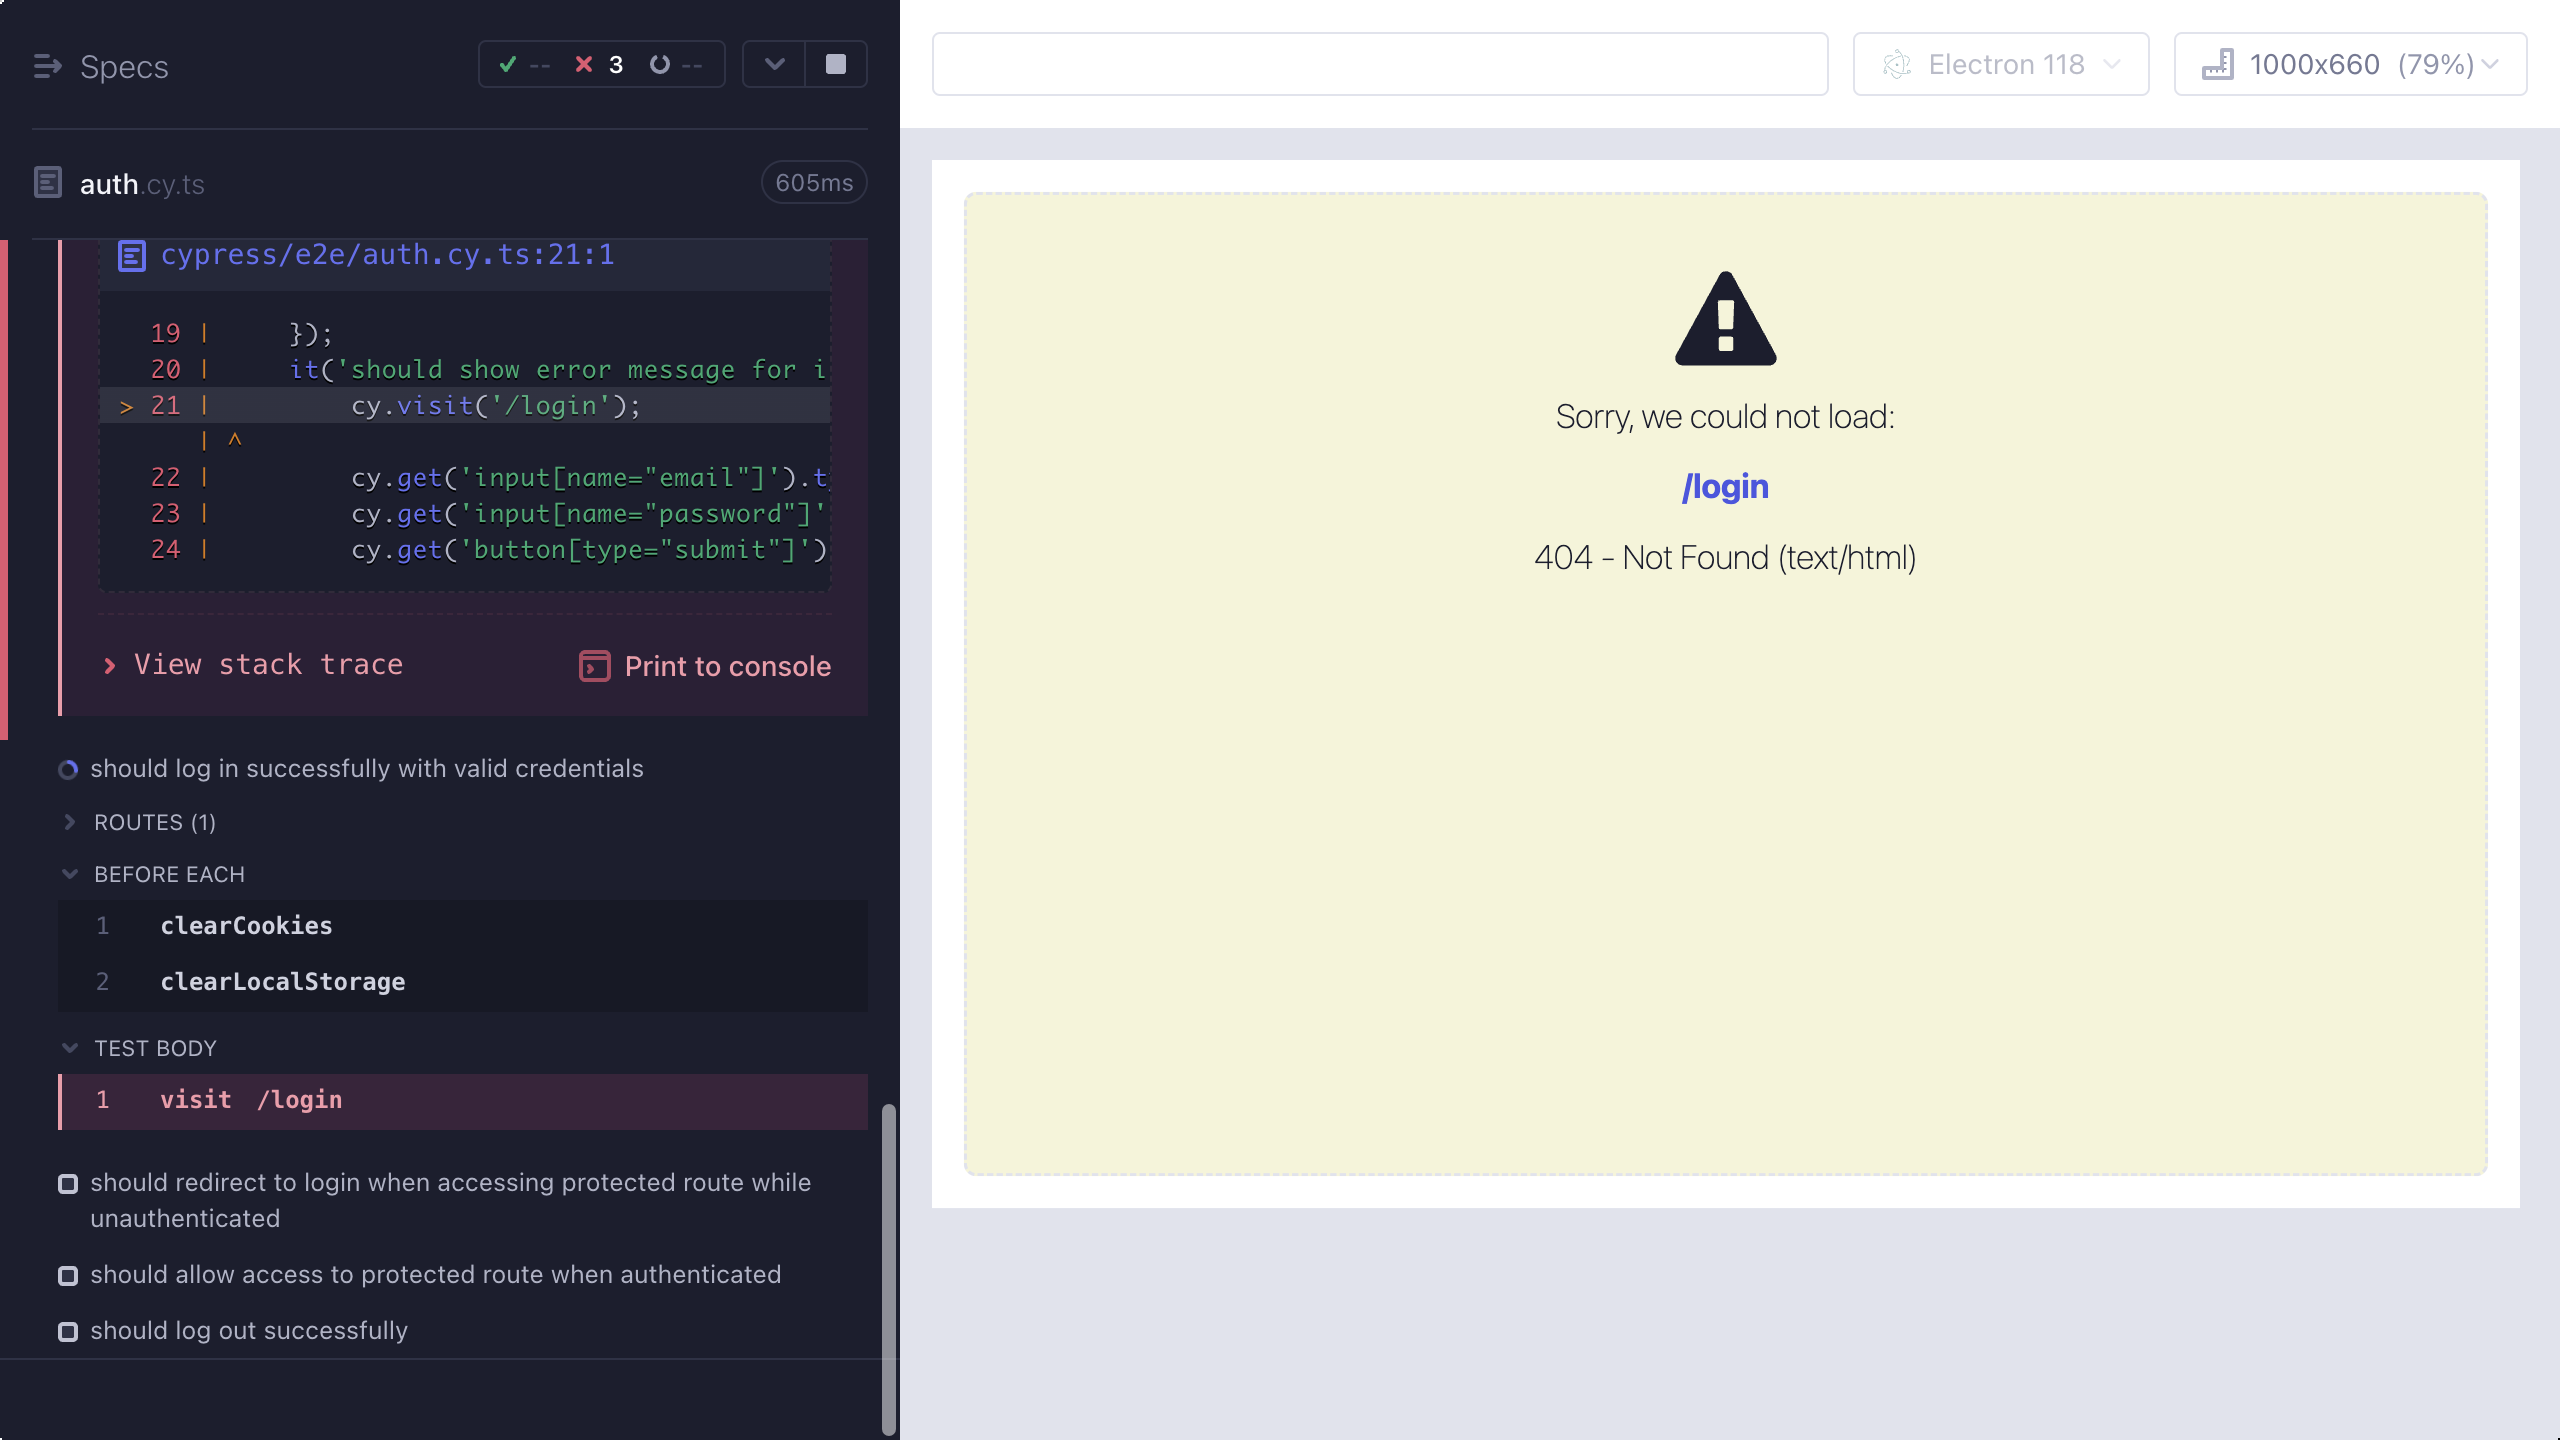 Specs
-- 3 --
auth.cy.ts
605ms
cypress/e2e/auth.cy.ts:21:1
19 | });
20 | it('should show error message for i
> 21 | cy.visit('/login');
| ^
22 | cy.get('input[name="email"]').t
23 | cy.get('input[name="password"]'
24 | cy.get('button[type="submit"]')
View stack trace
Print to console
should log in successfully with valid credentials
ROUTES (1)
BEFORE EACH
1 clearCookies
2 clearLocalStorage
TEST BODY
1 visit /login
should redirect to login when accessing protected route while
unauthenticated
should allow access to protected route when authenticated
should log out successfully
Electron 118
1000x660 (79%)
Sorry, we could not load:
/login
404 - Not Found (text/html)